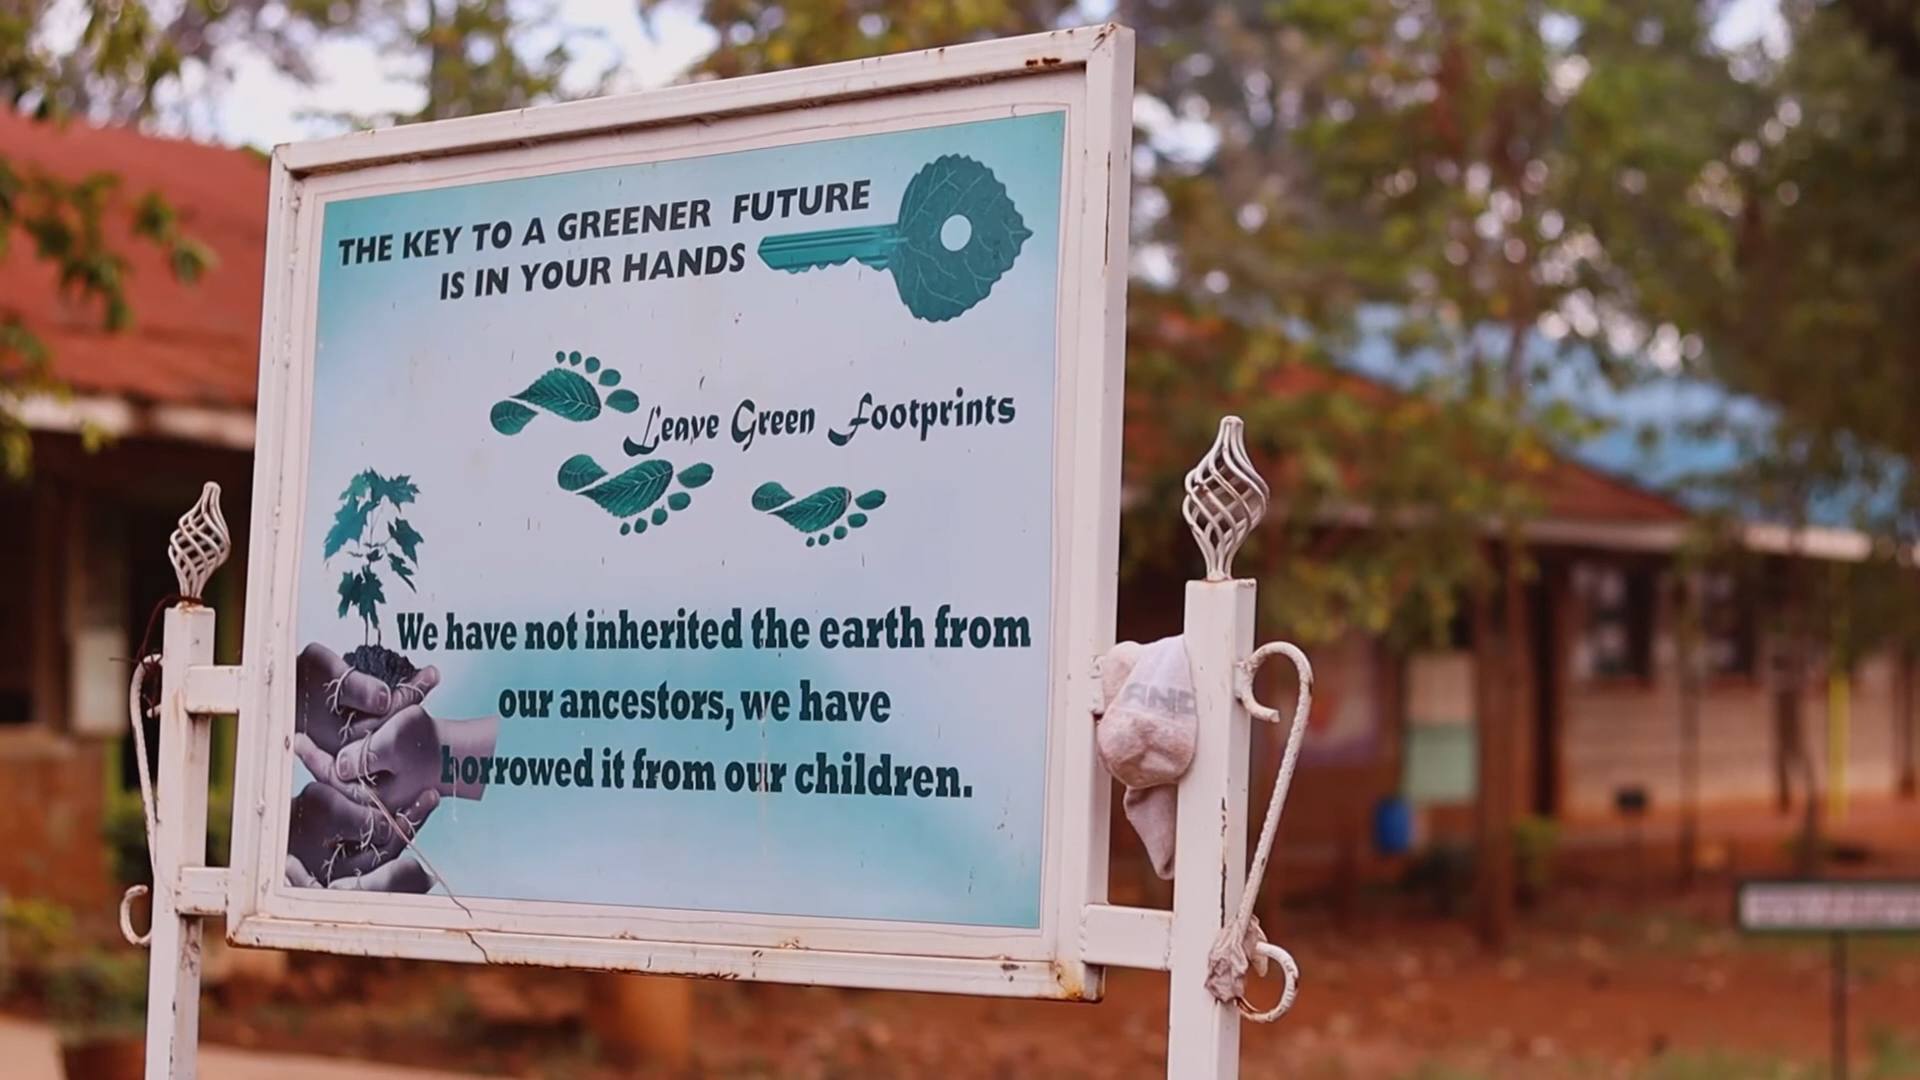 THE KEY TO A GREENER FUTURE
IS IN YOUR HANDS
Leave Green Footprints
We have not inherited the earth from
our ancestors, we have
borrowed it from our children.